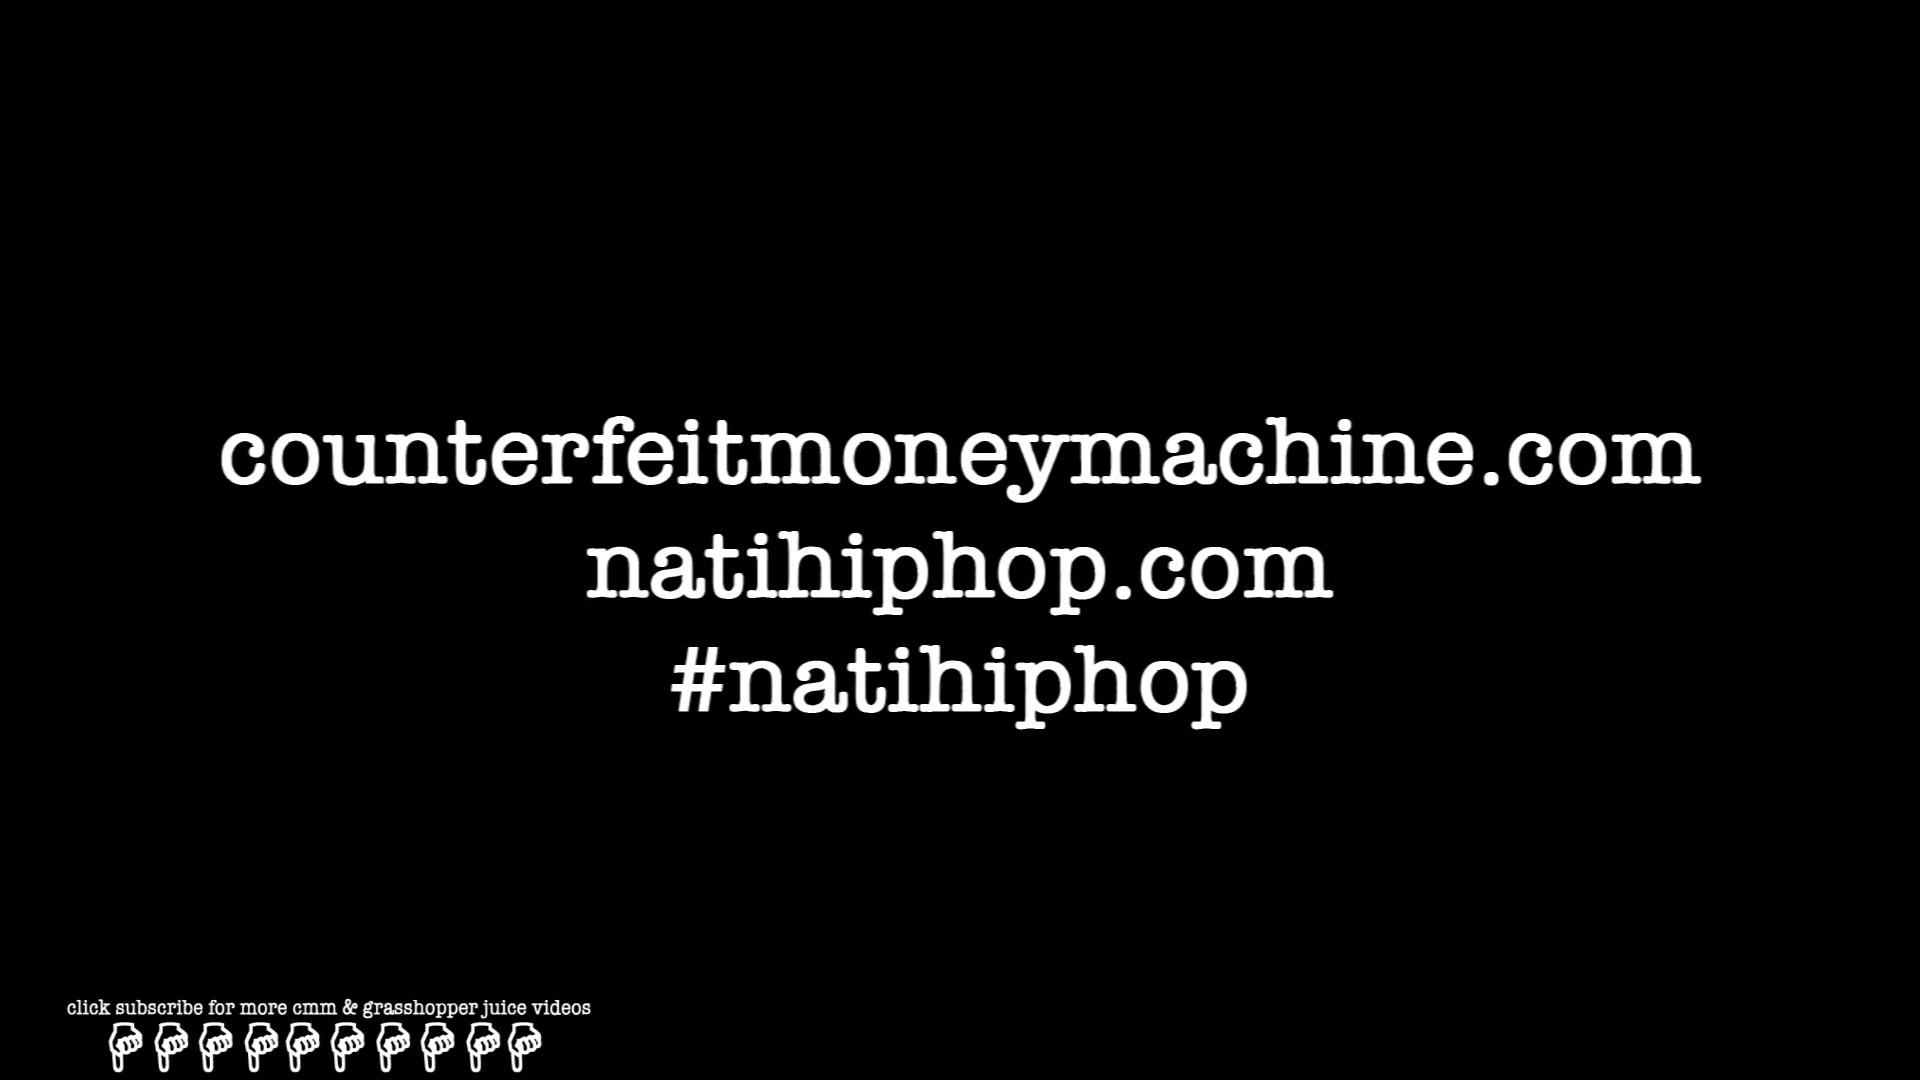 counterfeitmoneymachine.com
natihiphop.com
#natihiphop
click subscribe for more cmm & grasshopper juice videos